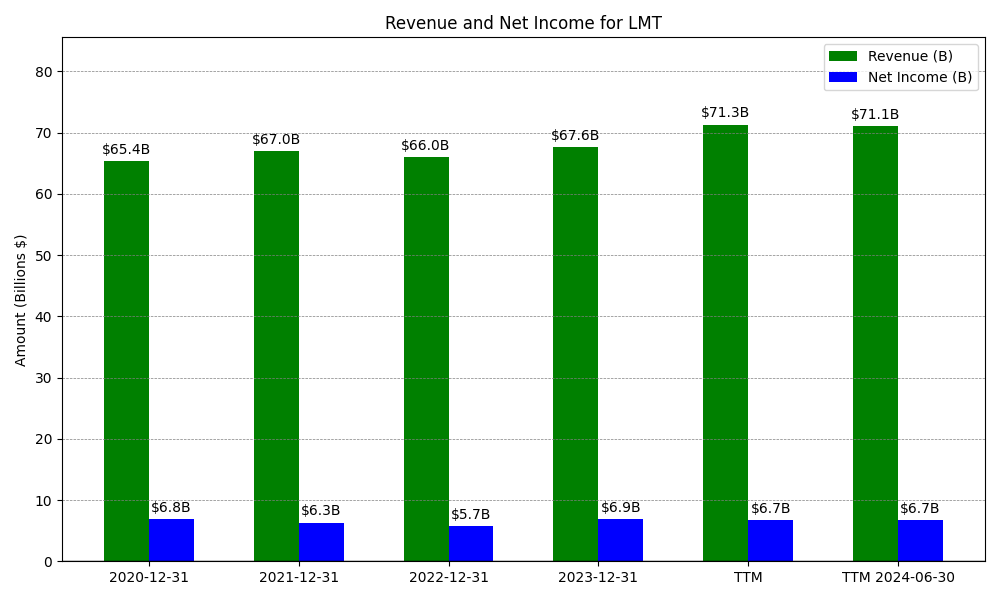 Revenue and Net Income for LMT
Revenue (B)
Net Income (B)
Amount (Billions $)
80
70
60
50
40
30
20
10
0
$65.4B
$67.0B
$66.0B
$67.6B
$71.3B
$71.1B
$6.8B
$6.3B
$5.7B
$6.9B
$6.7B
$6.7B
2020-12-31
2021-12-31
2022-12-31
2023-12-31
TTM
TTM 2024-06-30